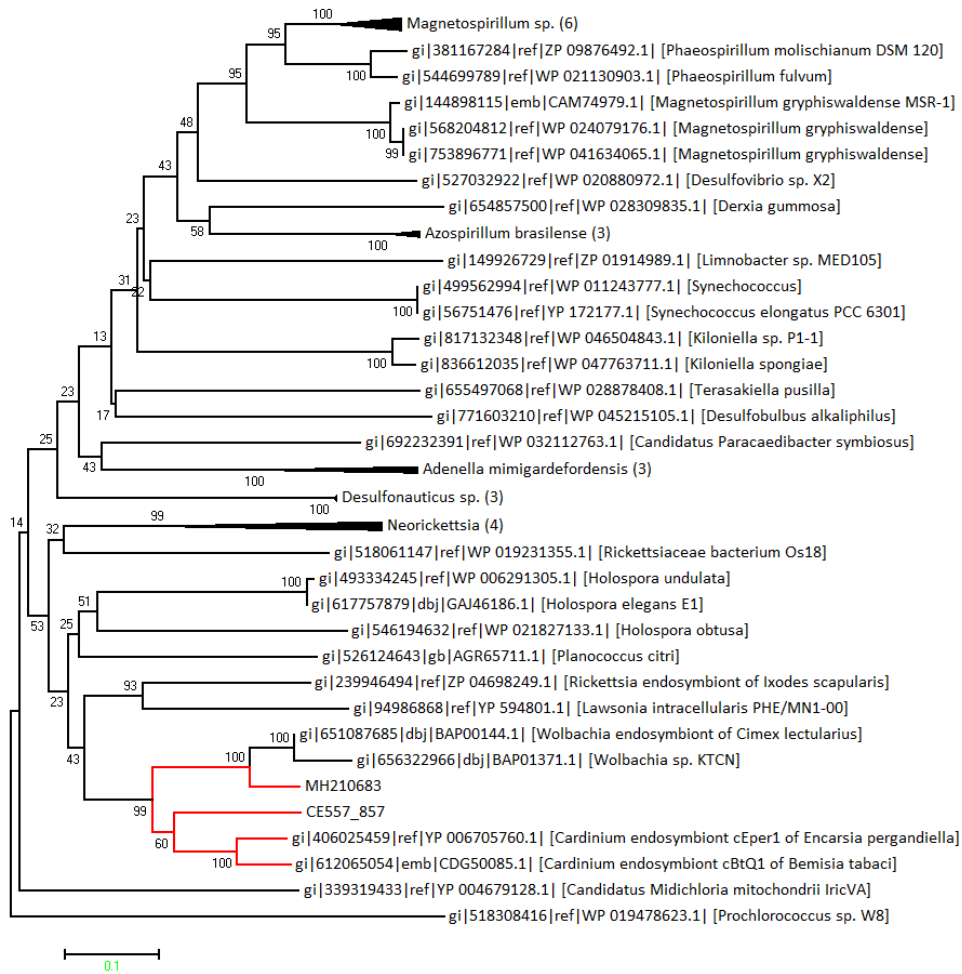 100
Magnetospirillum sp. (6)
95
gi|381167284|ref|ZP 09876492.1| [Phaeospirillum molischianum DSM 120]
100
gi|544699789|ref|WP 021130903.1| [Phaeospirillum fulvum]
95
gi|144898115|emb|CAM74979.1| [Magnetospirillum gryphiswaldense MSR-1]
100
gi|568204812|ref|WP 024079176.1| [Magnetospirillum gryphiswaldense]
99
gi|753896771|ref|WP 041634065.1| [Magnetospirillum gryphiswaldense]
48
gi|527032922|ref|WP 020880972.1| [Desulfovibrio sp. X2]
43
gi|654857500|ref|WP 028309835.1| [Derxia gummosa]
58
Azospirillum brasilense (3)
100
23
gi|149926729|ref|ZP 01914989.1| [Limnobacter sp. MED105]
31
22
gi|499562994|ref|WP 011243777.1| [Synechococcus]
100
gi|56751476|ref|YP 172177.1| [Synechococcus elongatus PCC 6301]
gi|817132348|ref|WP 046504843.1| [Kiloniella sp. P1-1]
13
100
gi|836612035|ref|WP 047763711.1| [Kiloniella spongiae]
gi|655497068|ref|WP 028878408.1| [Terasakiella pusilla]
23
17
gi|771603210|ref|WP 045215105.1| [Desulfobulbus alkaliphilus]
25
gi|692232391|ref|WP 032112763.1| [Candidatus Paracaedibacter symbiosus]
43
Adenella mimigardefordensis (3)
100
Desulfonauticus sp. (3)
100
14
99
Neorickettsia (4)
32
gi|518061147|ref|WP 019231355.1| [Rickettsiaceae bacterium Os18]
100
gi|493334245|ref|WP 006291305.1| [Holospora undulata]
51
gi|617757879|dbj|GAJ46186.1| [Holospora elegans E1]
53
25
gi|546194632|ref|WP 021827133.1| [Holospora obtusa]
gi|526124643|gb|AGR65711.1| [Planococcus citri]
23
93
gi|239946494|ref|ZP 04698249.1| [Rickettsia endosymbiont of Ixodes scapularis]
gi|94986868|ref|YP 594801.1| [Lawsonia intracellularis PHE/MN1-00]
43
100
gi|651087685|dbj|BAP00144.1| [Wolbachia endosymbiont of Cimex lectularius]
100
gi|656322966|dbj|BAP01371.1| [Wolbachia sp. KTCN]
MH210683
99
CE557_857
60
gi|406025459|ref|YP 006705760.1| [Cardinium endosymbiont cEper1 of Encarsia pergandiella]
100
gi|612065054|emb|CDG50085.1| [Cardinium endosymbiont cBtQ1 of Bemisia tabaci]
gi|339319433|ref|YP 004679128.1| [Candidatus Midichloria mitochondrii IricVA]
gi|518308416|ref|WP 019478623.1| [Prochlorococcus sp. W8]
0.1